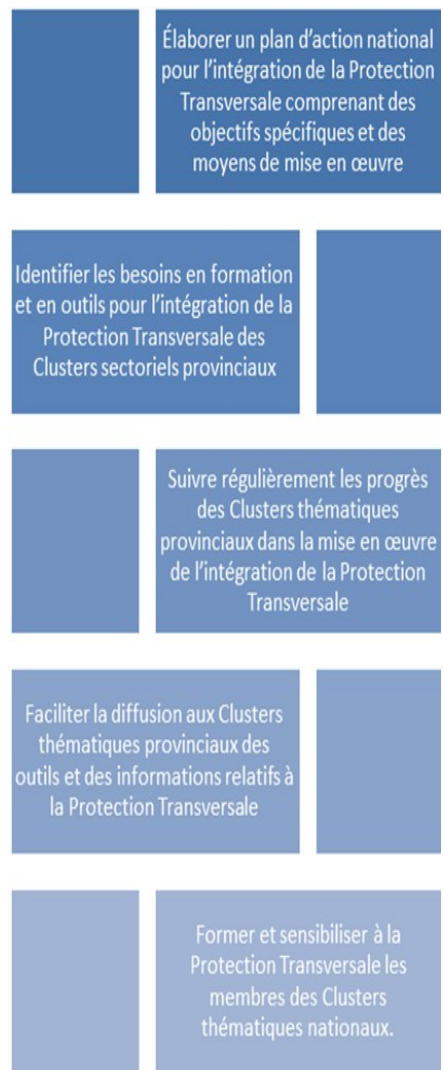 Élaborer un plan d'action national
pour l'intégration de la Protection
Transversale comprenant des
objectifs spécifiques et des
moyens de mise en œuvre
Identifier les besoins en formation
et en outils pour l'intégration de la
Protection Transversale des
Clusters sectoriels provinciaux
Suivre régulièrement les progrès
des Clusters thématiques
provinciaux dans la mise en œuvre
de l'intégration de la Protection
Transversale
Faciliter la diffusion aux Clusters
thématiques provinciaux des
outils et des informations relatifs à
la Protection Transversale
Former et sensibiliser à la
Protection Transversale les
membres des Clusters
thématiques nationaux.